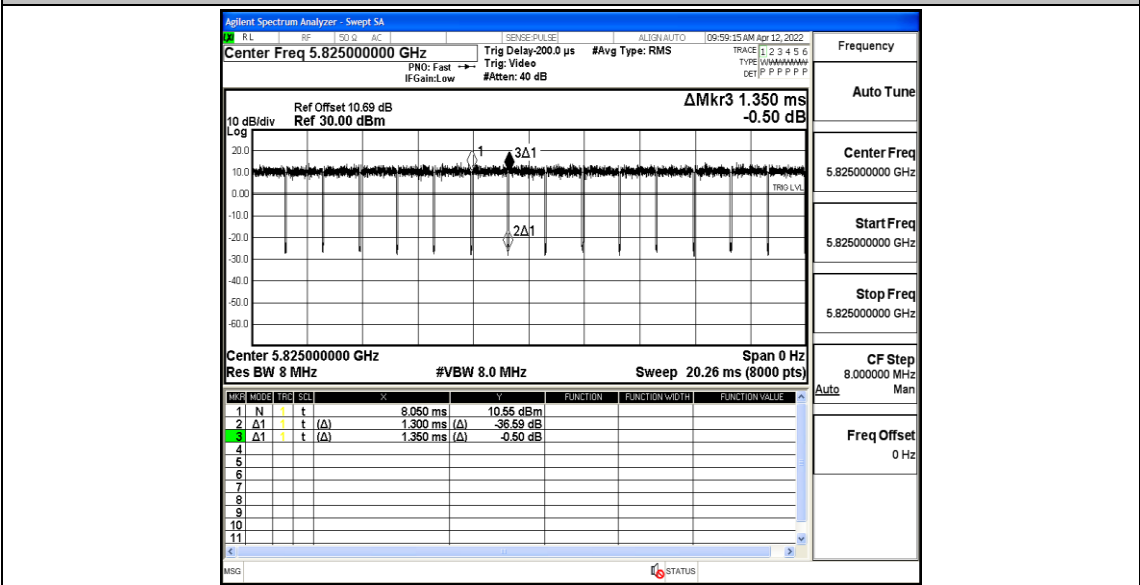 Agilent Spectrum Analyzer - Swept SA
LXI RL RF 50 Ω AC SENSE:PULSE ALIGNAUTO 09:59:15 AM Apr 12, 2022
Center Freq 5.825000000 GHz Trig Delay-200.0 µs #Avg Type: RMS TRACE 1 2 3 4 5 6
PNO: Fast Trig: Video TYPE WWWWWW
IFGain:Low #Atten: 40 dB DET P P P P P P
Ref Offset 10.69 dB ΔMkr3 1.350 ms
10 dB/div Ref 30.00 dBm -0.50 dB
Log
20.0
1 3Δ1
10.0
TRIG LVL
0.00
-10.0
2Δ1
-20.0
-30.0
-40.0
-50.0
-60.0
Center 5.825000000 GHz Span 0 Hz
Res BW 8 MHz #VBW 8.0 MHz Sweep 20.26 ms (8000 pts)
MKR MODE TRC SCL X Y FUNCTION FUNCTION WIDTH FUNCTION VALUE
1 N 1 t 8.050 ms 10.55 dBm
2 Δ1 1 t (Δ) 1.300 ms (Δ) -36.59 dB
3 Δ1 1 t (Δ) 1.350 ms (Δ) -0.50 dB
4
5
6
7
8
9
10
11
MSG STATUS
Frequency
Auto Tune
Center Freq
5.825000000 GHz
Start Freq
5.825000000 GHz
Stop Freq
5.825000000 GHz
CF Step
8.000000 MHz
Auto Man
Freq Offset
0 Hz